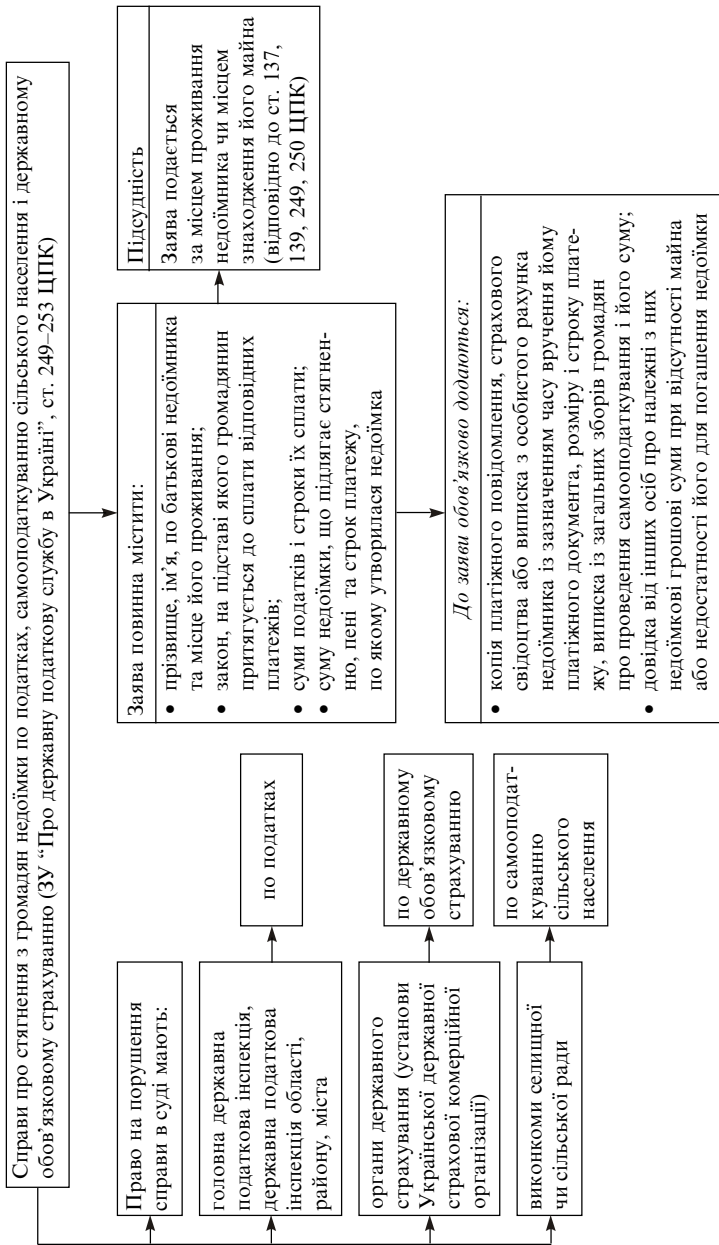 Справи про стягнення з громадян недоїмки по податках, самооподаткуванню сільського населення і державному
обов’язковому страхуванню (ЗУ “Про державну податкову службу в Україні”, ст. 249–253 ЦПК)
Право на порушення
справи в суді мають:
головна державна
податкова інспекція,
державна податкова
інспекція області,
району, міста
по податках
органи державного
страхування (установи
Української державної
страхової комерційної
організації)
по державному
обов’язковому
страхуванню
виконкоми селищної
чи сільської ради
по самооподат-
куванню
сільського
населення
Заява повинна містити:
• прізвище, ім’я, по батькові недоїмника
та місце його проживання;
• закон, на підставі якого громадянин
притягується до сплати відповідних
платежів;
• суми податків і строки їх сплати;
• суму недоїмки, що підлягає стягнен-
ню, пені та строк платежу,
по якому утворилася недоїмка
Підсудність
Заява подається
за місцем проживання
недоїмника чи місцем
знаходження його майна
(відповідно до ст. 137,
139, 249, 250 ЦПК)
До заяви обов’язково додаються:
• копія платіжного повідомлення, страхового
свідоцтва або виписка з особистого рахунка
недоїмника із зазначенням часу вручення йому
платіжного документа, розміру і строку плате-
жу, виписка із загальних зборів громадян
про проведення самооподаткування і його суму;
• довідка від інших осіб про належні з них
недоїмкові грошові суми при відсутності майна
або недостатності його для погашення недоїмки